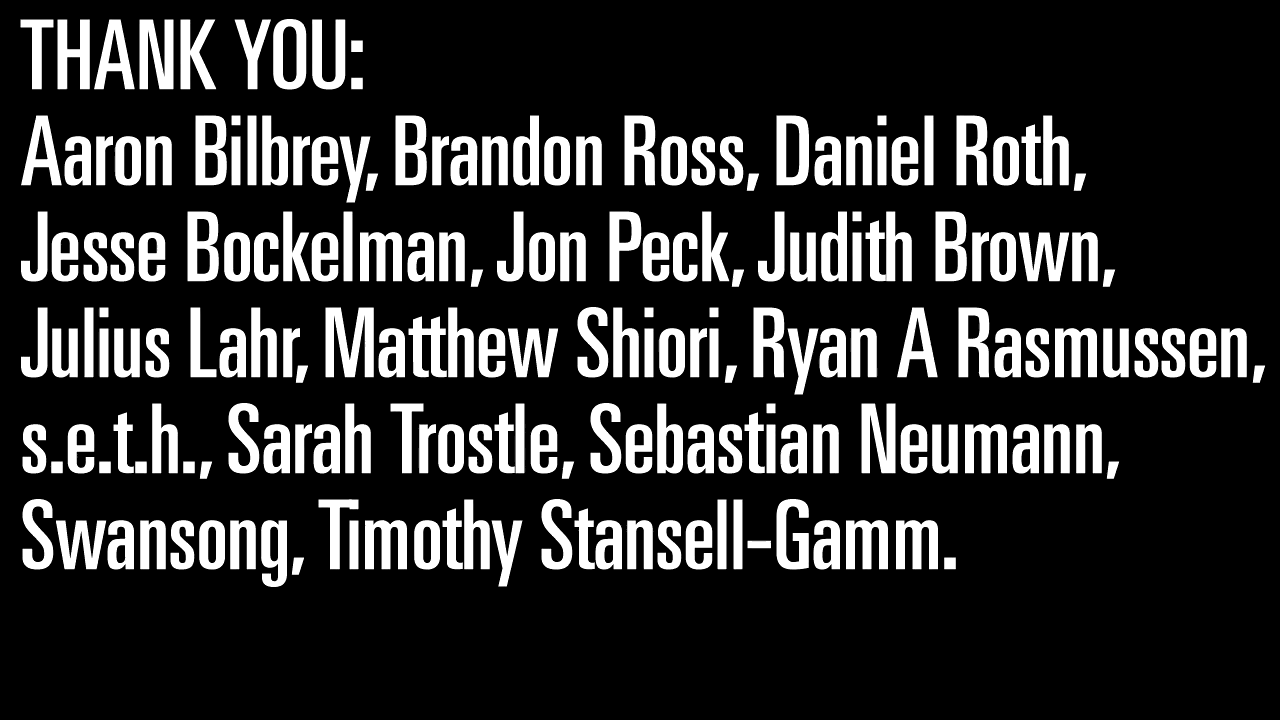 THANK YOU:
Aaron Bilbrey, Brandon Ross, Daniel Roth,
Jesse Bockelman, Jon Peck, Judith Brown,
Julius Lahr, Matthew Shiori, Ryan A Rasmussen,
s.e.t.h., Sarah Trostle, Sebastian Neumann,
Swansong, Timothy Stansell-Gamm.